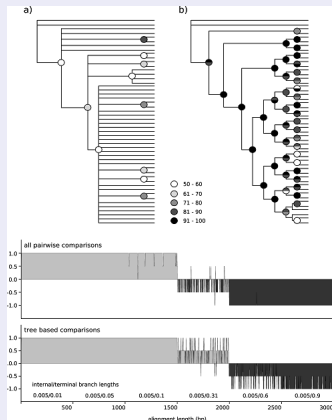 a)
b)
50 - 60
61 - 70
71 - 80
81 - 90
91 - 100
all pairwise comparisons
1.0
0.5
0.0
-0.5
-1.0
tree based comparisons
1.0
0.5
0.0
-0.5
-1.0
internal/terminal branch lengths
0.005/0.01 0.005/0.05 0.005/0.1 0.005/0.31 0.005/0.6 0.005/0.9
500 1000 1500 2000 2500 3000
alignment length (bp)